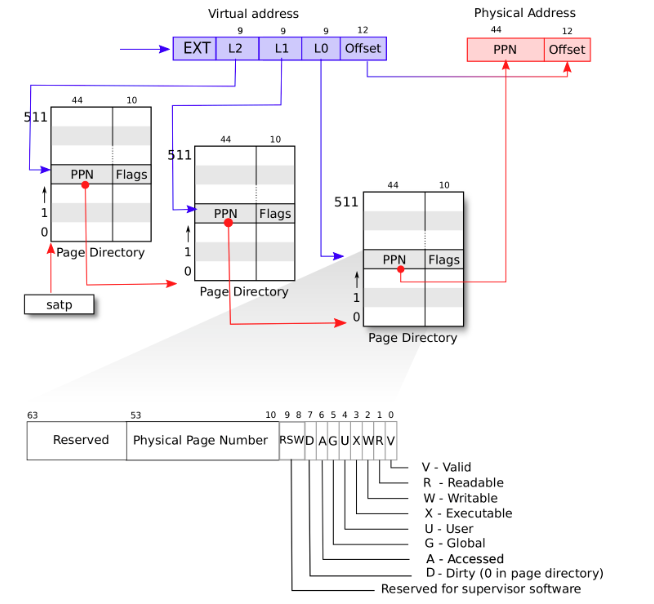 Virtual address
Physical Address
9 9 9 12
EXT L2 L1 L0 Offset
44 12
PPN Offset
44 10
511
PPN Flags
1
0
Page Directory
satp
44 10
511
PPN Flags
1
0
Page Directory
44 10
511
PPN Flags
1
0
Page Directory
63 53 10 9 8 7 6 5 4 3 2 1 0
Reserved Physical Page Number RSW D A G U X W R V
V - Valid
R - Readable
W - Writable
X - Executable
U - User
G - Global
A - Accessed
D - Dirty (0 in page directory)
Reserved for supervisor software